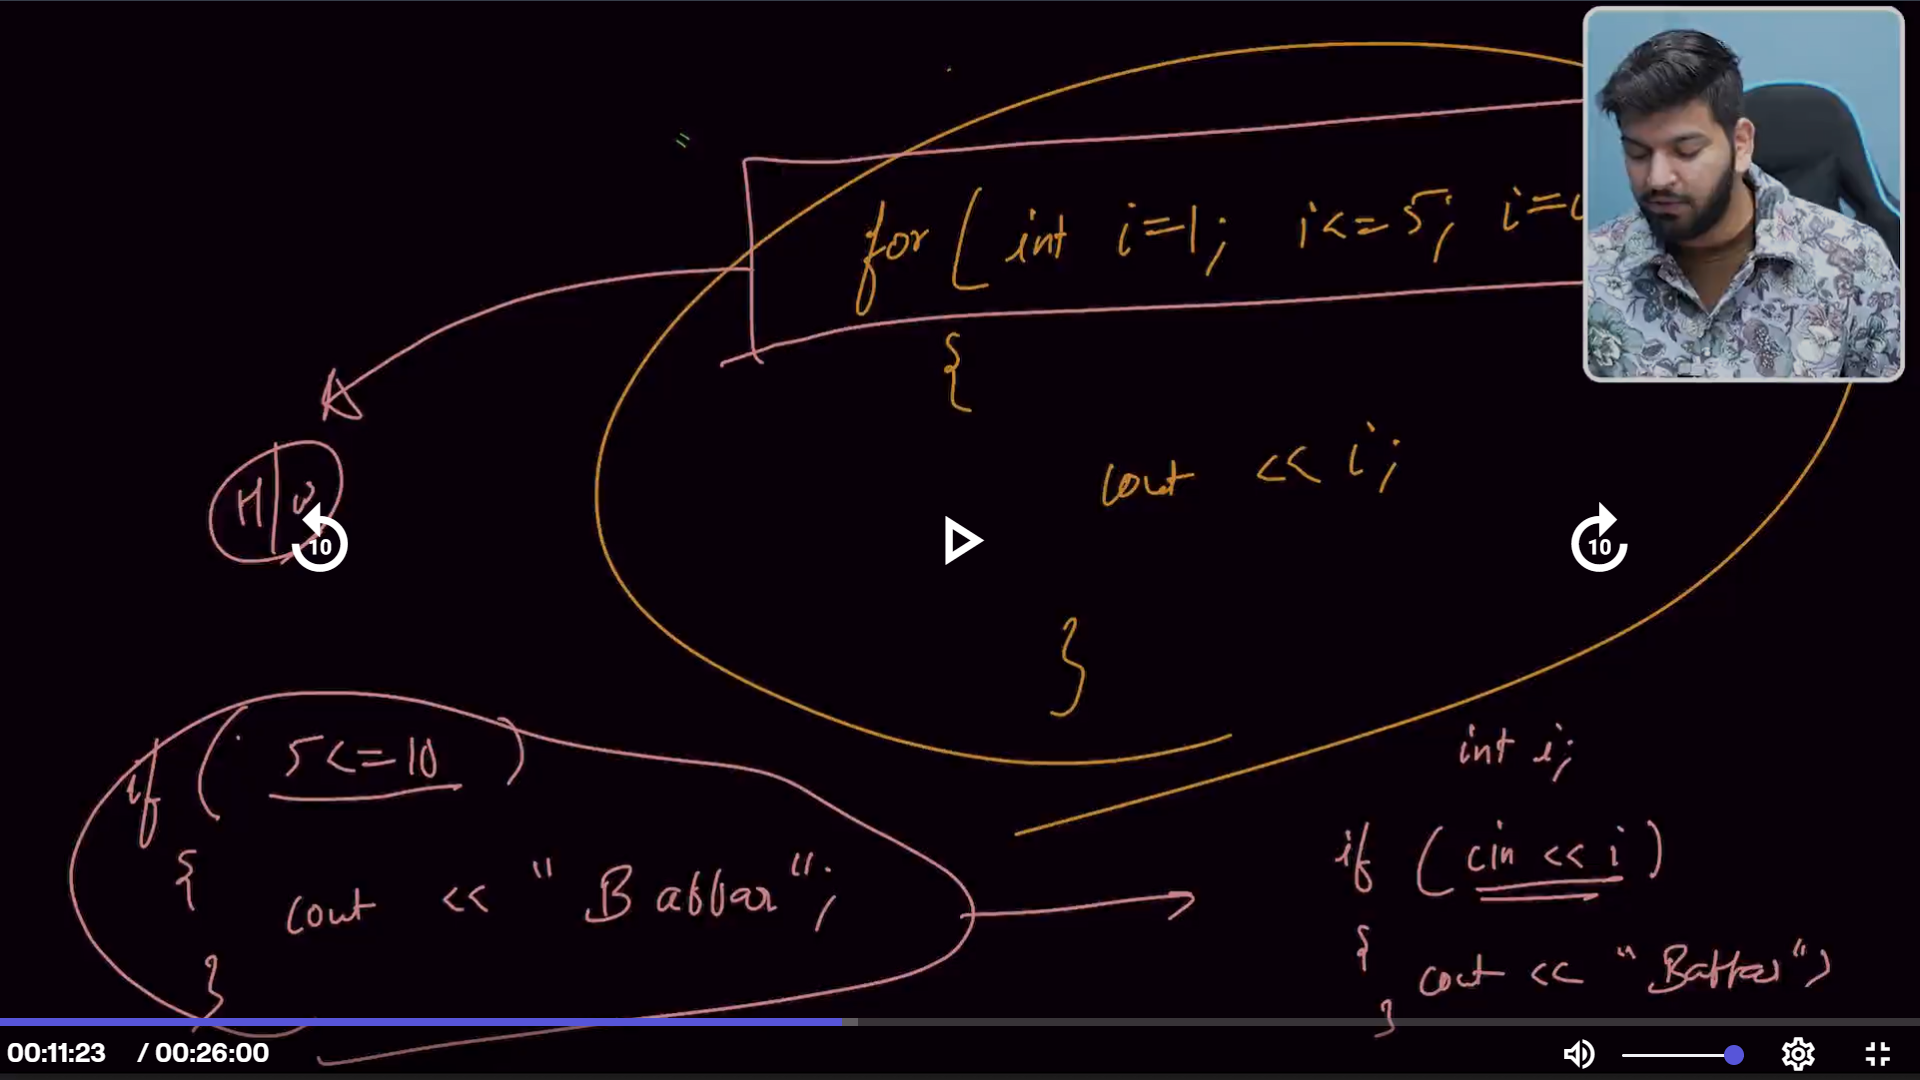 for ( int i=1; i<=5; i=
{
cout << i;
}
H|W
10
10
if ( 5<=10 )
{
cout << "Babbar";
}
int i;
if ( cin << i )
{
cout << "Babbar")
}
00:11:23 / 00:26:00